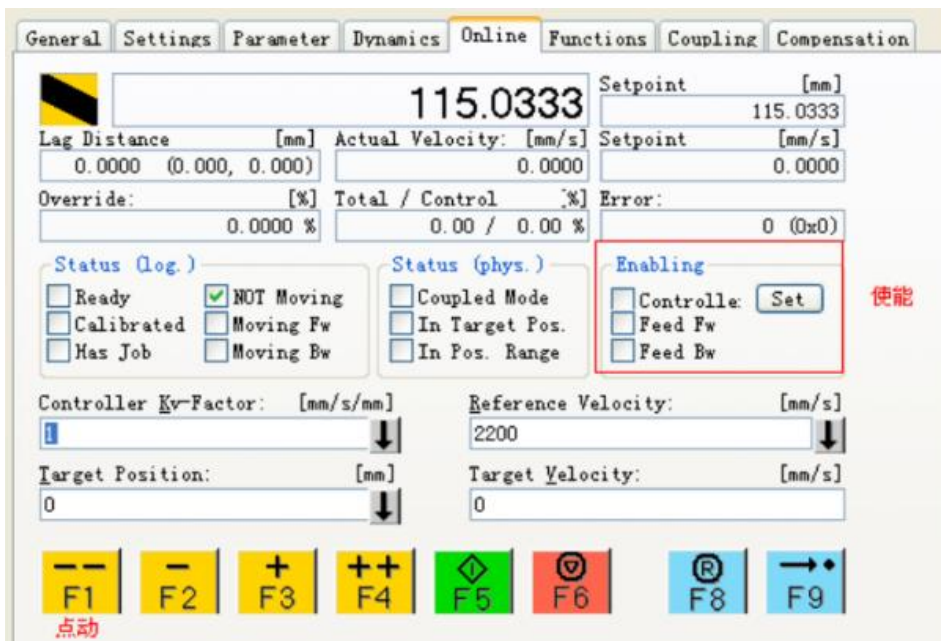 General Settings Parameter Dynamics Online Functions Coupling Compensation
115.0333
Setpoint [mm]
115.0333
Lag Distance [mm] Actual Velocity: [mm/s] Setpoint [mm/s]
0.0000 (0.000, 0.000) 0.0000 0.0000
Override: [%] Total / Control [%] Error:
0.0000 % 0.00 / 0.00 % 0 (0x0)
Status (log.) Status (phys.) Enabling
Ready NOT Moving Coupled Mode Controlle: Set 使能
Calibrated Moving Fw In Target Pos. Feed Fw
Has Job Moving Bw In Pos. Range Feed Bw
Controller Kv-Factor: [mm/s/mm] Reference Velocity: [mm/s]
1 2200
Target Position: [mm] Target Velocity: [mm/s]
0 0
-- - + ++
F1 F2 F3 F4 F5 F6 F8 F9
点动